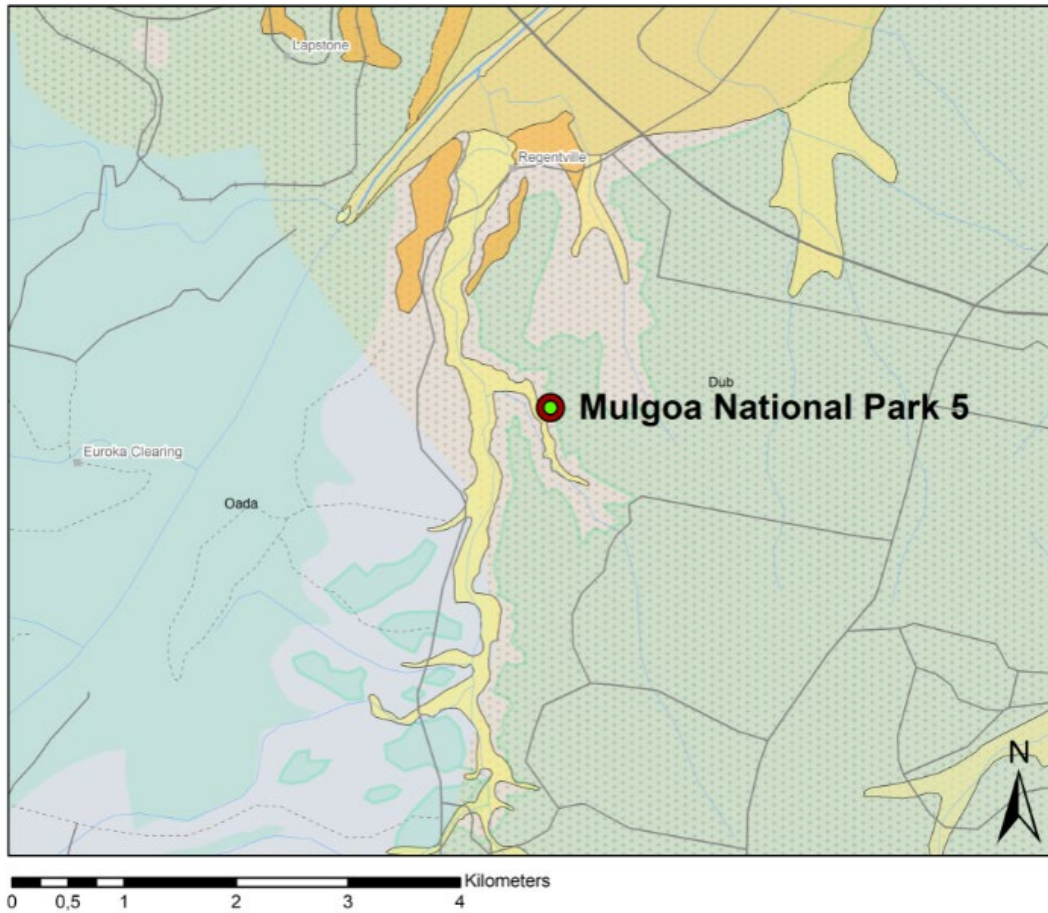 Lapstone
Regentville
Dub
Mulgoa National Park 5
Euroka Clearing
Oada
N
Kilometers
0 0,5 1 2 3 4